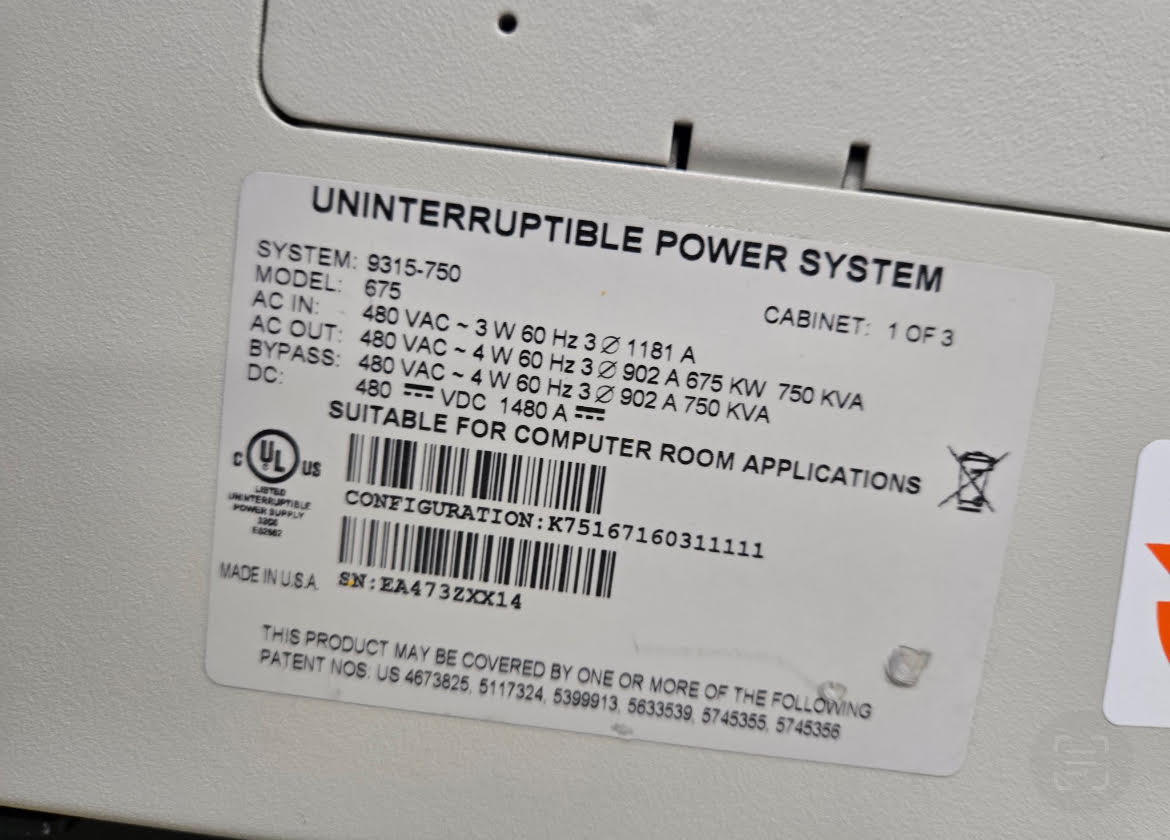 UNINTERRUPTIBLE POWER SYSTEM
SYSTEM: 9315-750
MODEL: 675
CABINET: 1 OF 3
AC IN: 480 VAC ~ 3 W 60 Hz 3 ∅ 1181 A
AC OUT: 480 VAC ~ 4 W 60 Hz 3 ∅ 902 A 675 KW 750 KVA
BYPASS: 480 VAC ~ 4 W 60 Hz 3 ∅ 902 A 750 KVA
DC: 480 ⎓ VDC 1480 A ⎓
SUITABLE FOR COMPUTER ROOM APPLICATIONS
c UL US
LISTED
UNINTERRUPTIBLE
POWER SUPPLY
CONFIGURATION:K75167160311111
MADE IN U.S.A.
SN:EA473ZXX14
THIS PRODUCT MAY BE COVERED BY ONE OR MORE OF THE FOLLOWING
PATENT NOS: US 4673825, 5117324, 5399913, 5633539, 5745355, 5745356